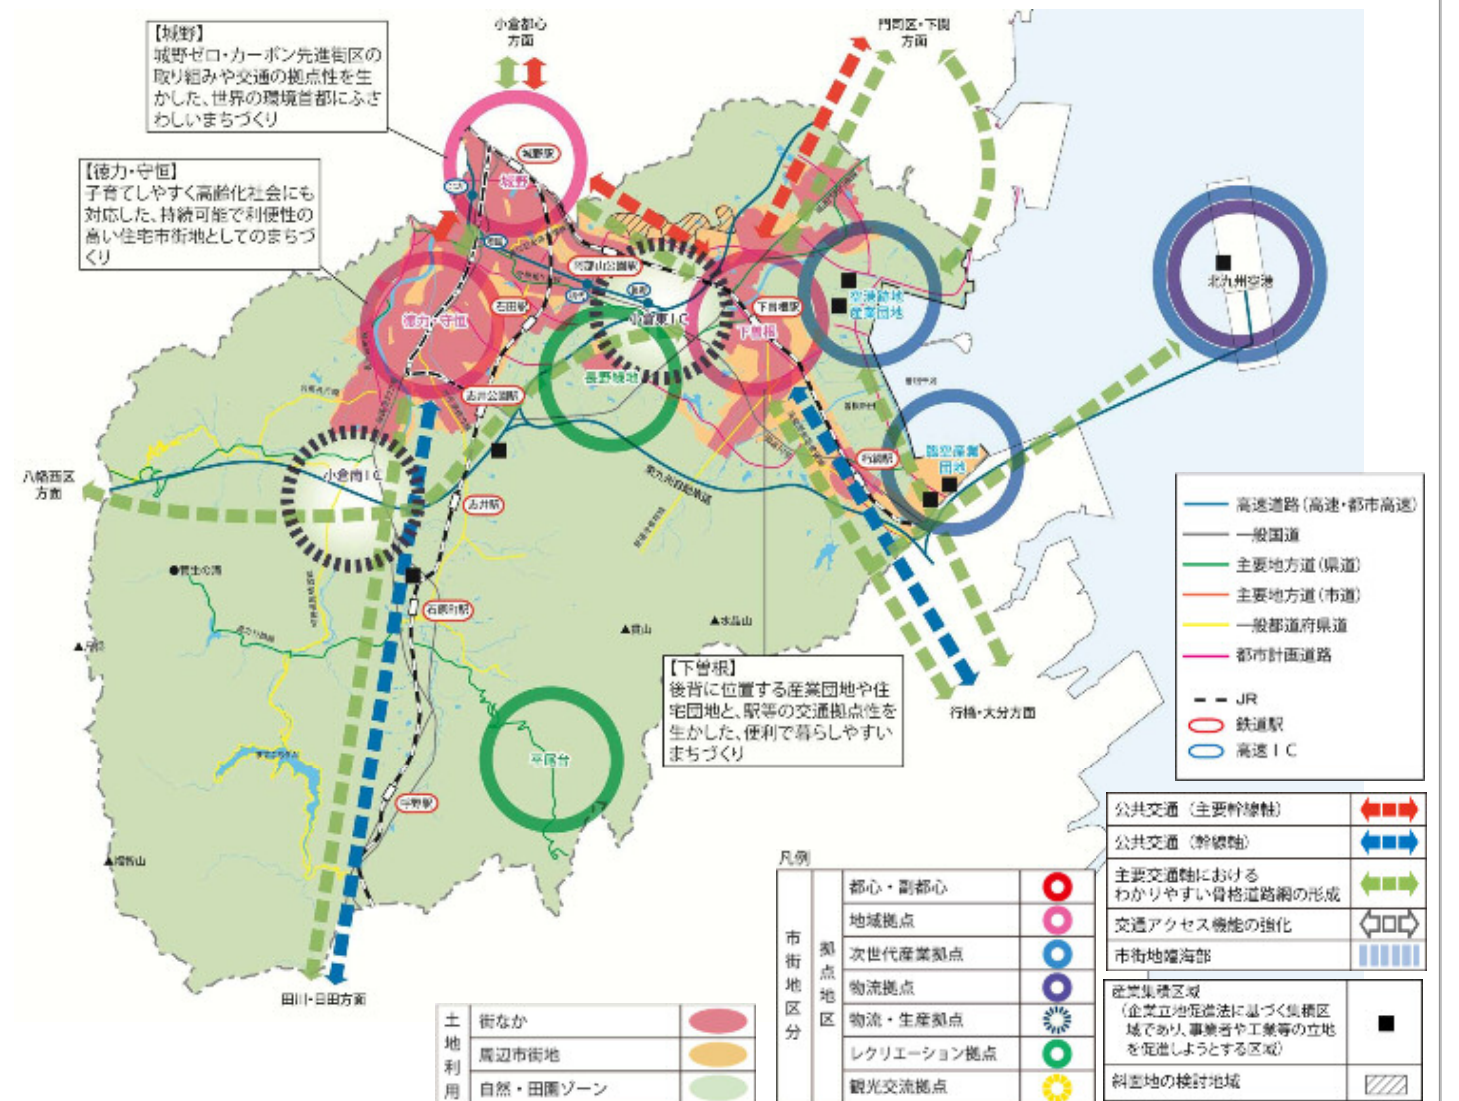 【城野】
城野ゼロ・カーボン先進街区の
取り組みや交通の拠点性を生
かした、世界の環境首都にふさ
わしいまちづくり
小倉都心
方面
門司区・下関
方面
【徳力・守恒】
子育てしやすく高齢化社会にも
対応した、持続可能で利便性の
高い住宅市街地としてのまちづ
くり
城野駅
城野
阿部山公園駅
石田駅
徳力・守恒
小倉東IC
下曽根駅
下曽根
空港跡地
産業団地
北九州空港
長野緑地
志井公園駅
朽網駅
臨空産業
団地
小倉南IC
八幡西区
方面
東九州自動車道
志井駅
●菅生の滝
石原町駅
▲貫山
▲水晶山
【下曽根】
後背に位置する産業団地や住
宅団地と、駅等の交通拠点性を
生かした、便利で暮らしやすい
まちづくり
行橋・大分方面
平尾台
呼野駅
▲福智山
田川・日田方面
高速道路(高速・都市高速)
一般国道
主要地方道(県道)
主要地方道(市道)
一般都道府県道
都市計画道路
JR
鉄道駅
高速IC
公共交通(主要幹線軸)
公共交通(幹線軸)
主要交通軸における
わかりやすい骨格道路網の形成
交通アクセス機能の強化
市街地臨海部
産業集積区域
(企業立地促進法に基づく集積区
域であり、事業者や工業等の立地
を促進しようとする区域)
斜面地の検討地域
凡例
市街地区分
拠点地区
都心・副都心
地域拠点
次世代産業拠点
物流拠点
物流・生産拠点
レクリエーション拠点
観光交流拠点
土地利用
街なか
周辺市街地
自然・田園ゾーン